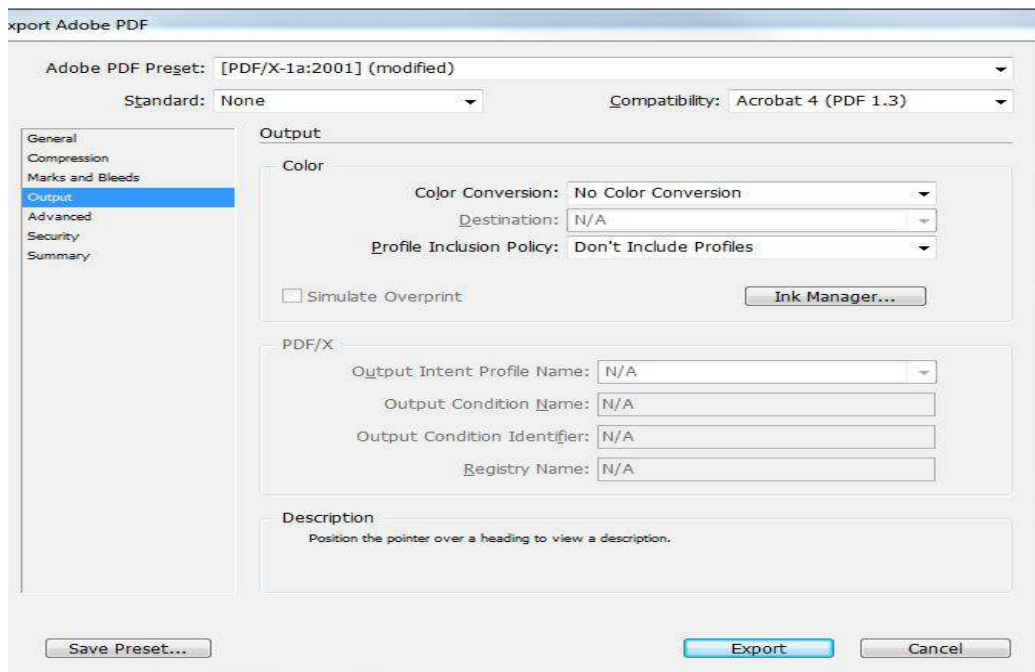 xport Adobe PDF
Adobe PDF Preset: [PDF/X-1a:2001] (modified)
Standard: None Compatibility: Acrobat 4 (PDF 1.3)
General
Compression
Marks and Bleeds
Output
Advanced
Security
Summary
Output
Color
Color Conversion: No Color Conversion
Destination: N/A
Profile Inclusion Policy: Don't Include Profiles
Simulate Overprint Ink Manager...
PDF/X
Output Intent Profile Name: N/A
Output Condition Name: N/A
Output Condition Identifier: N/A
Registry Name: N/A
Description
Position the pointer over a heading to view a description.
Save Preset... Export Cancel